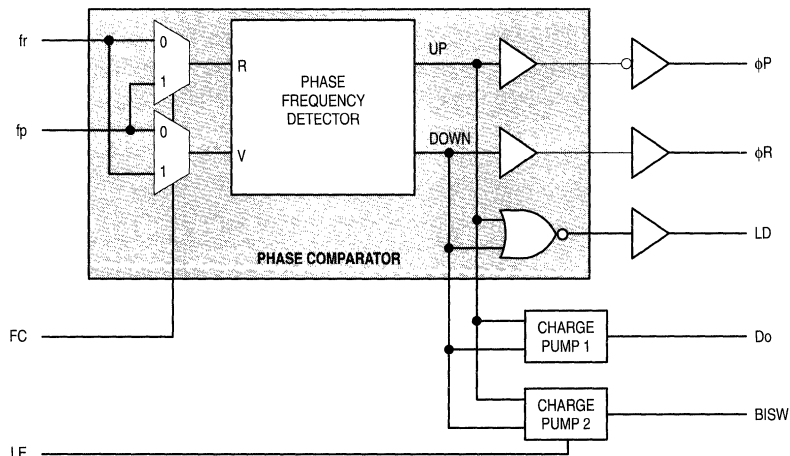 fr
0
UP
R
PHASE
FREQUENCY
DETECTOR
ϕP
1
fp
0
DOWN
V
ϕR
1
LD
PHASE COMPARATOR
FC
CHARGE
PUMP 1
Do
CHARGE
PUMP 2
BISW